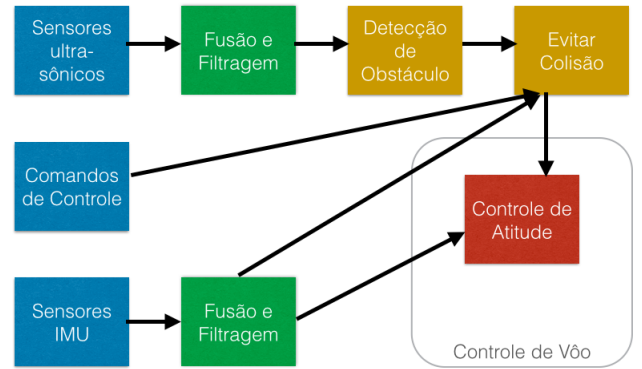 Sensores
ultra-
sônicos
Fusão e
Filtragem
Detecção
de
Obstáculo
Evitar
Colisão
Comandos
de Controle
Controle de
Atitude
Sensores
IMU
Fusão e
Filtragem
Controle de Vôo